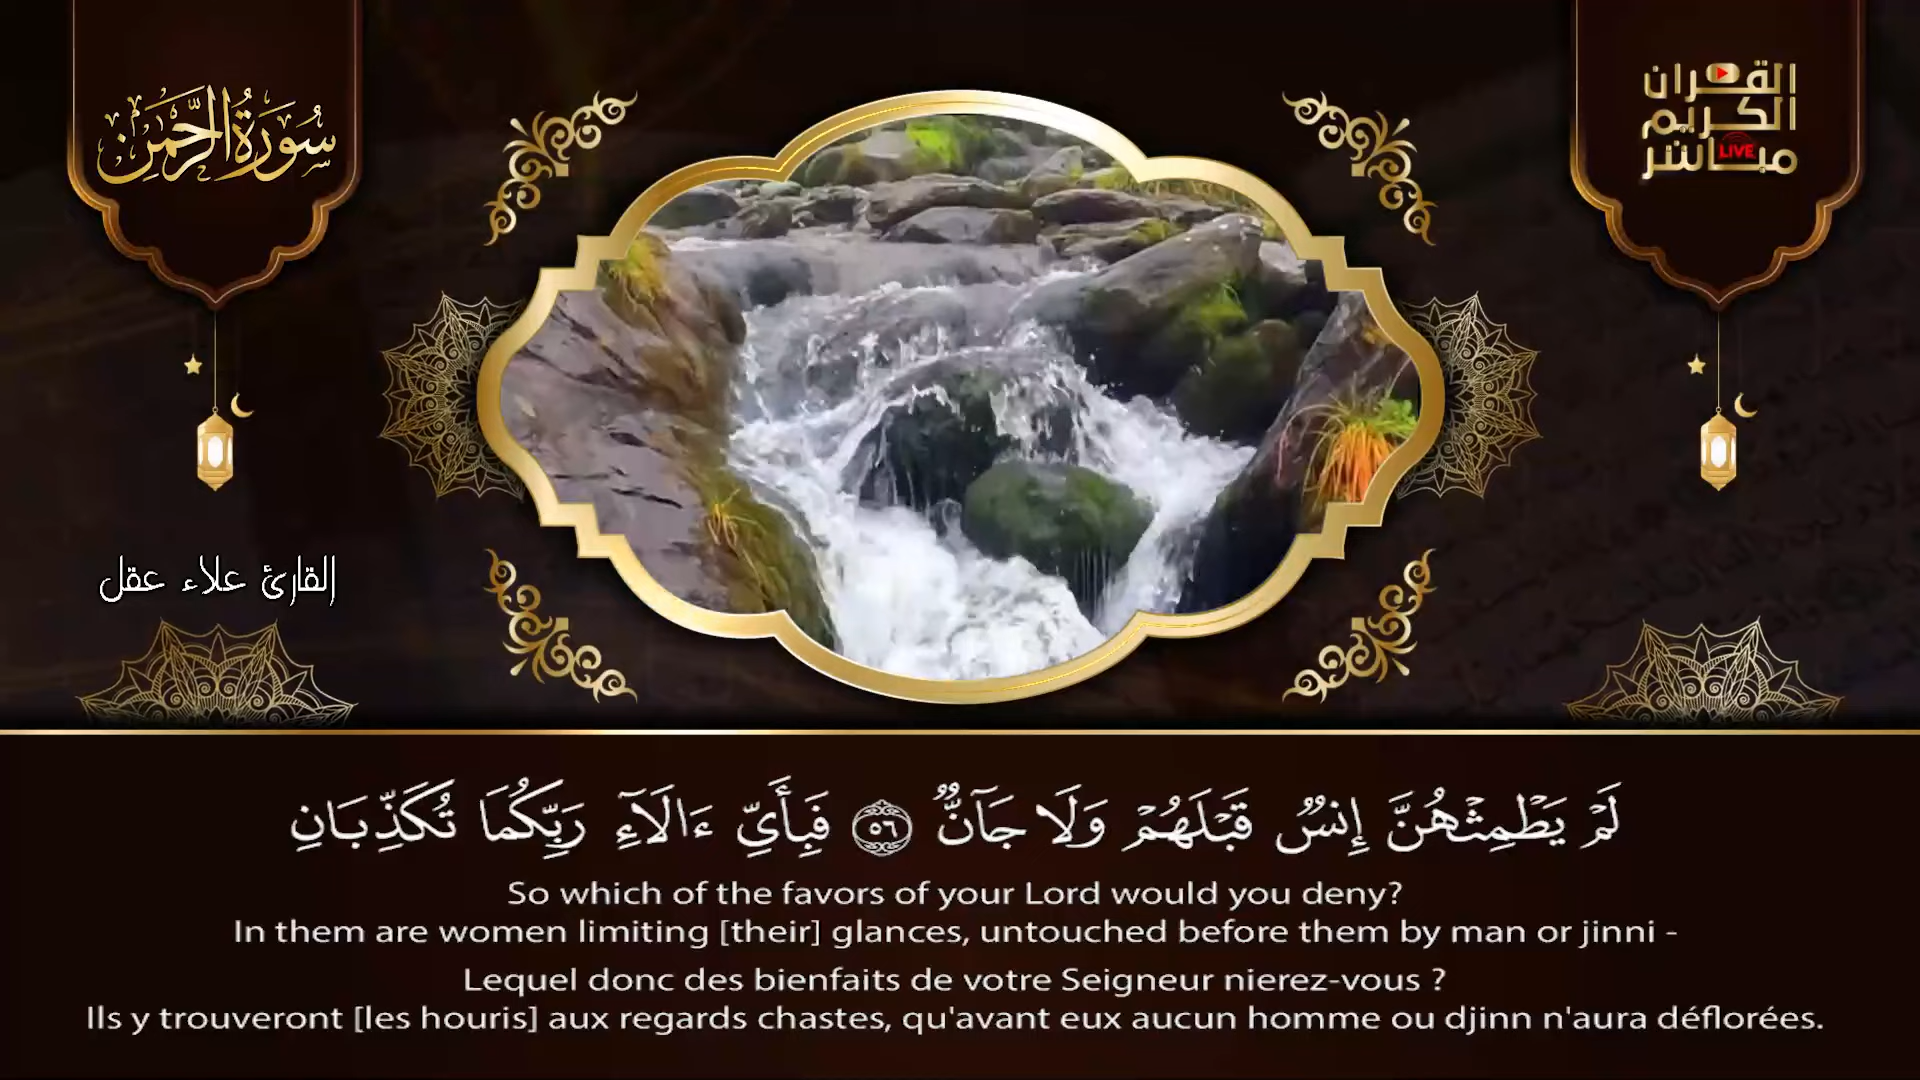 سُورَةُ الرَّحْمَٰن
القرآن
الكريم
مباشر
LIVE
القارئ علاء عقل
لَمْ يَطْمِثْهُنَّ إِنسٌ قَبْلَهُمْ وَلَا جَآنٌّ ٥٦ فَبِأَيِّ ءَالَآءِ رَبِّكُمَا تُكَذِّبَانِ
So which of the favors of your Lord would you deny?
In them are women limiting [their] glances, untouched before them by man or jinni -
Lequel donc des bienfaits de votre Seigneur nierez-vous ?
Ils y trouveront [les houris] aux regards chastes, qu'avant eux aucun homme ou djinn n'aura déflorées.